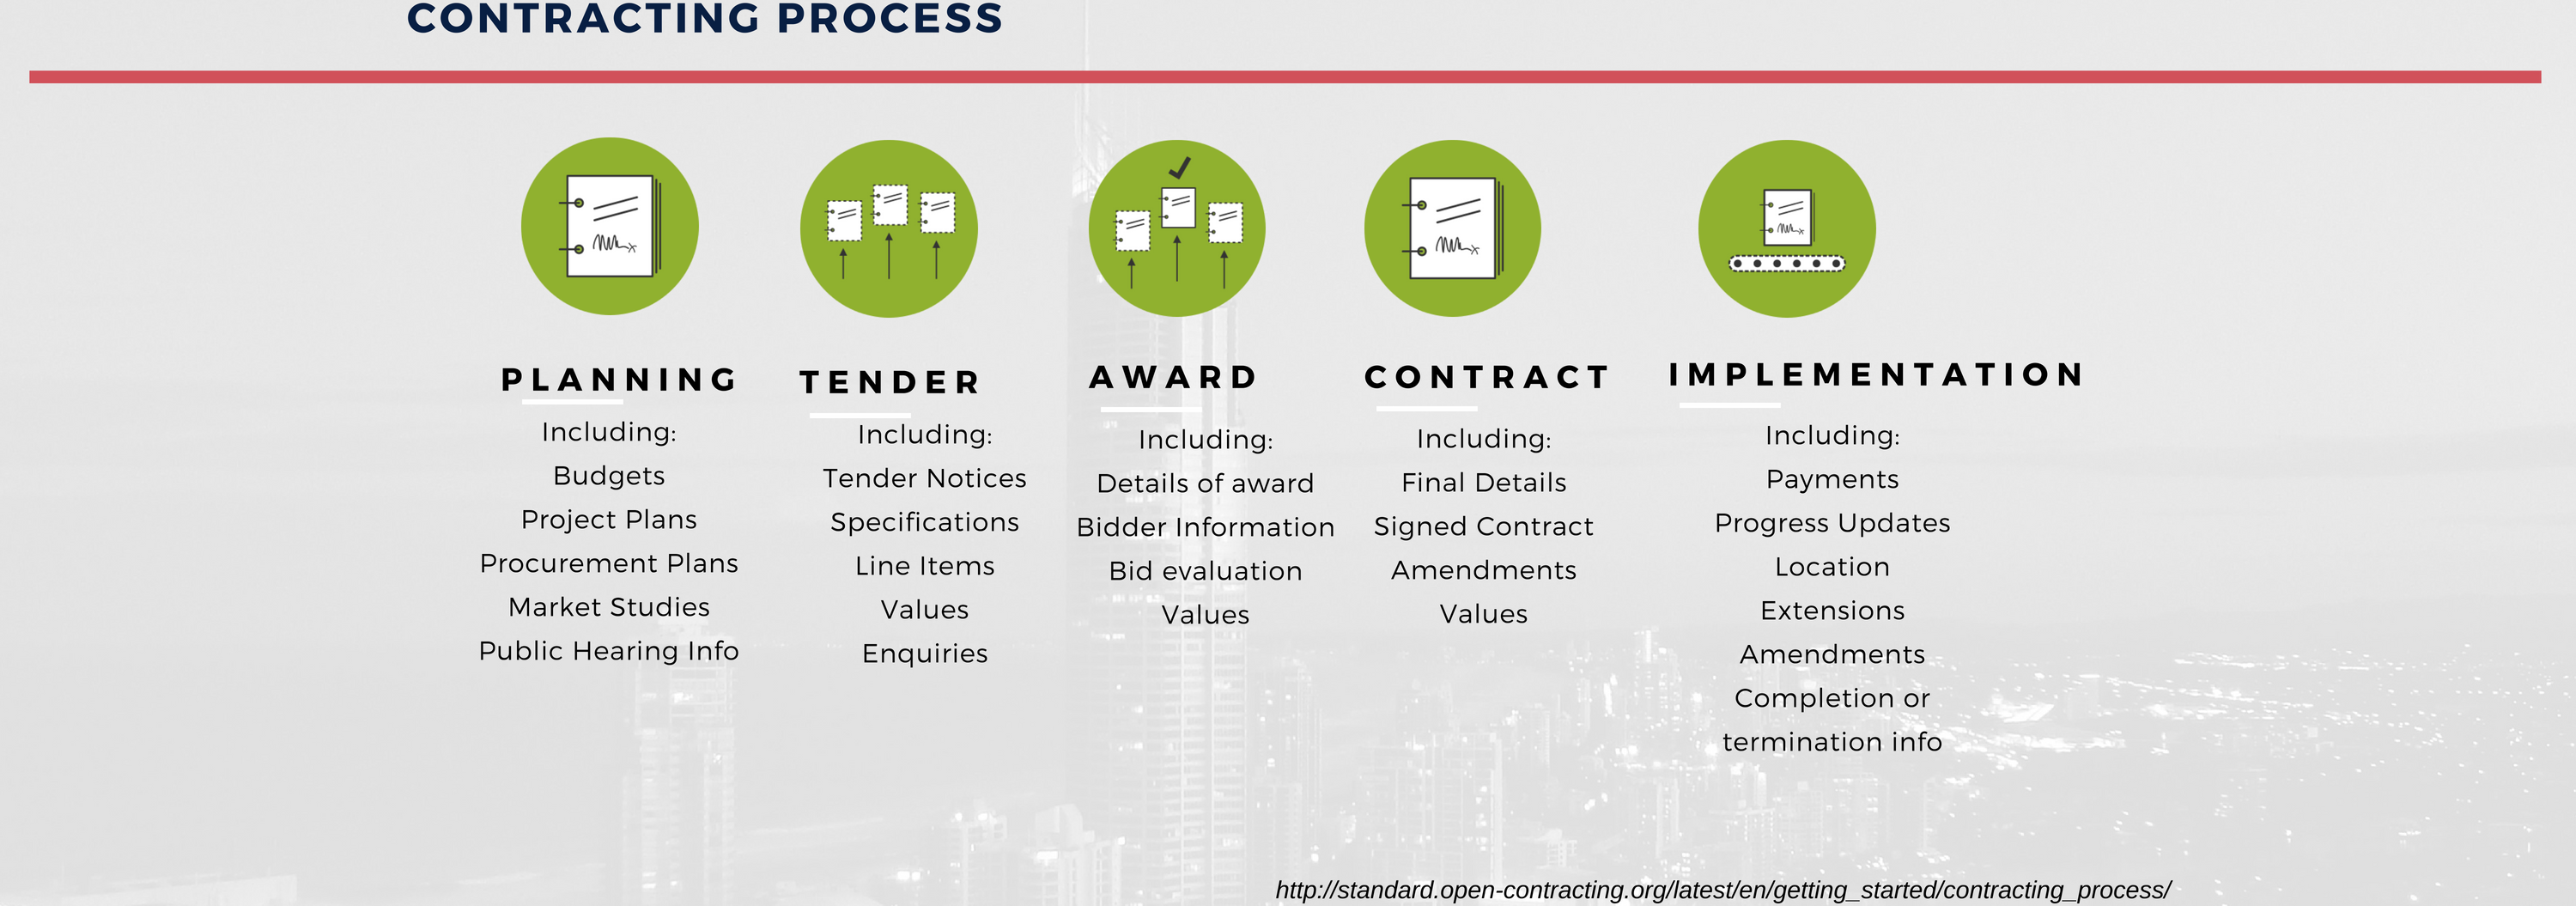 CONTRACTING PROCESS
PLANNING
Including:
Budgets
Project Plans
Procurement Plans
Market Studies
Public Hearing Info
TENDER
Including:
Tender Notices
Specifications
Line Items
Values
Enquiries
AWARD
Including:
Details of award
Bidder Information
Bid evaluation
Values
CONTRACT
Including:
Final Details
Signed Contract
Amendments
Values
IMPLEMENTATION
Including:
Payments
Progress Updates
Location
Extensions
Amendments
Completion or
termination info
http://standard.open-contracting.org/latest/en/getting_started/contracting_process/